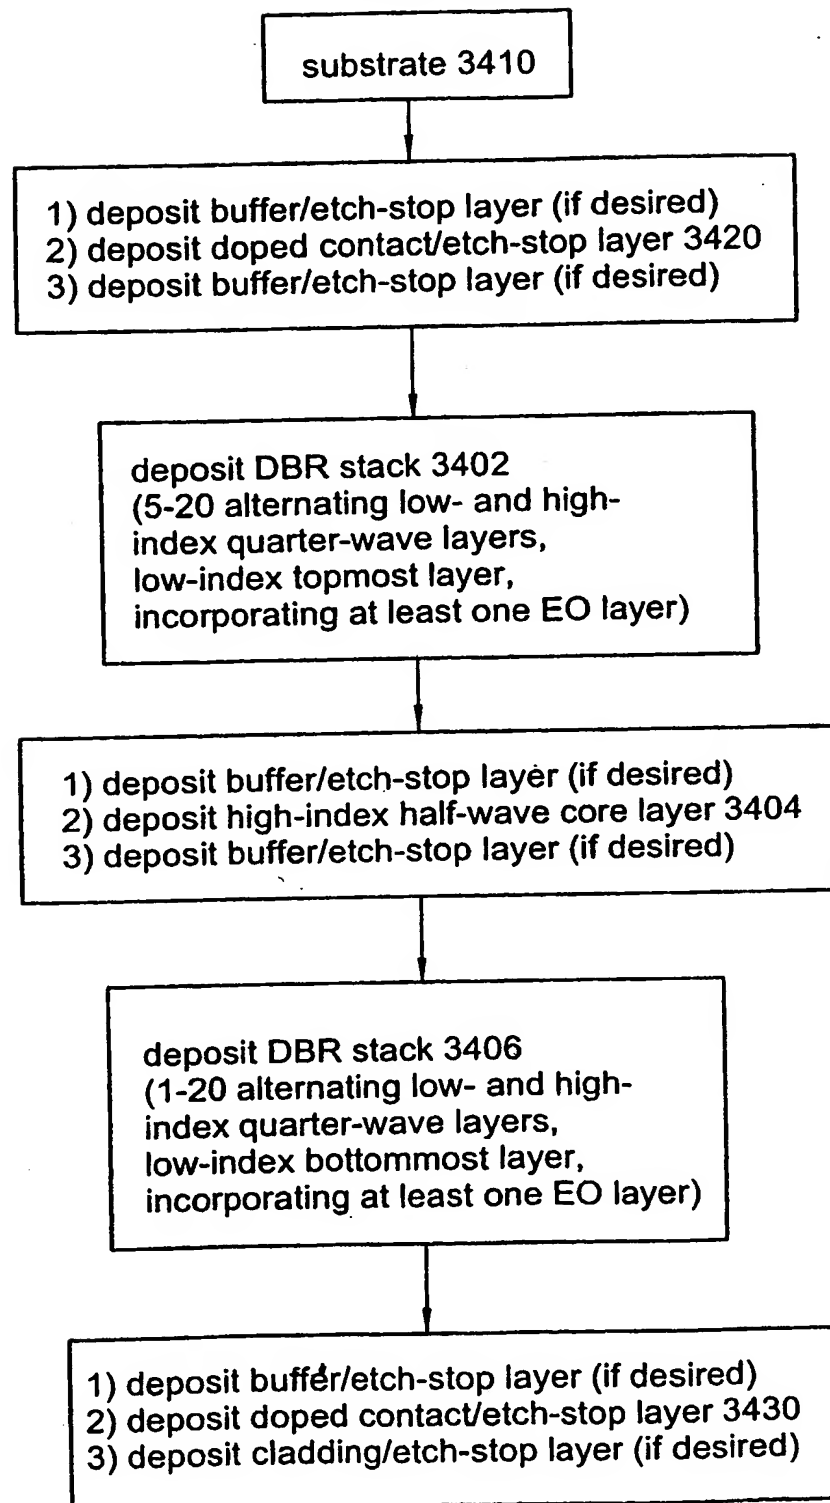 substrate 3410
1) deposit buffer/etch-stop layer (if desired)
2) deposit doped contact/etch-stop layer 3420
3) deposit buffer/etch-stop layer (if desired)
deposit DBR stack 3402
(5-20 alternating low- and high-
index quarter-wave layers,
low-index topmost layer,
incorporating at least one EO layer)
1) deposit buffer/etch-stop layer (if desired)
2) deposit high-index half-wave core layer 3404
3) deposit buffer/etch-stop layer (if desired)
deposit DBR stack 3406
(1-20 alternating low- and high-
index quarter-wave layers,
low-index bottommost layer,
incorporating at least one EO layer)
1) deposit buffer/etch-stop layer (if desired)
2) deposit doped contact/etch-stop layer 3430
3) deposit cladding/etch-stop layer (if desired)